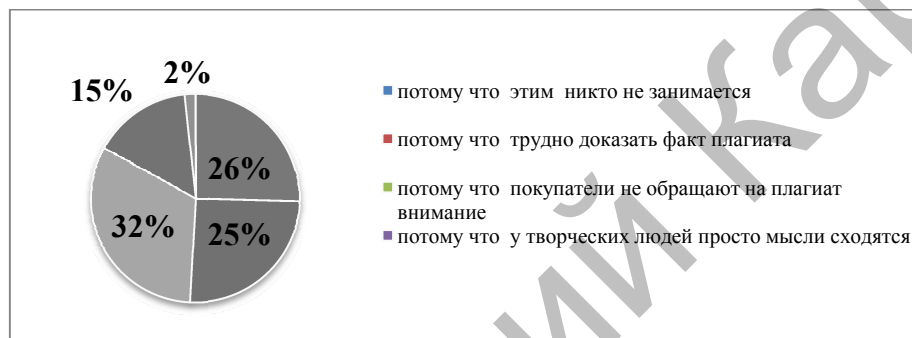 2%
15%
26%
32%
25%
потому что этим никто не занимается
потому что трудно доказать факт плагиата
потому что покупатели не обращают на плагиат
внимание
потому что у творческих людей просто мысли сходятся